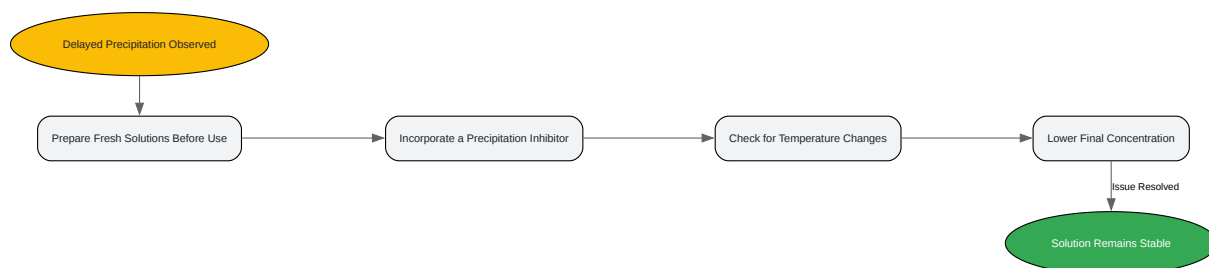 Delayed Precipitation Observed
Prepare Fresh Solutions Before Use
Incorporate a Precipitation Inhibitor
Check for Temperature Changes
Lower Final Concentration
Issue Resolved
Solution Remains Stable